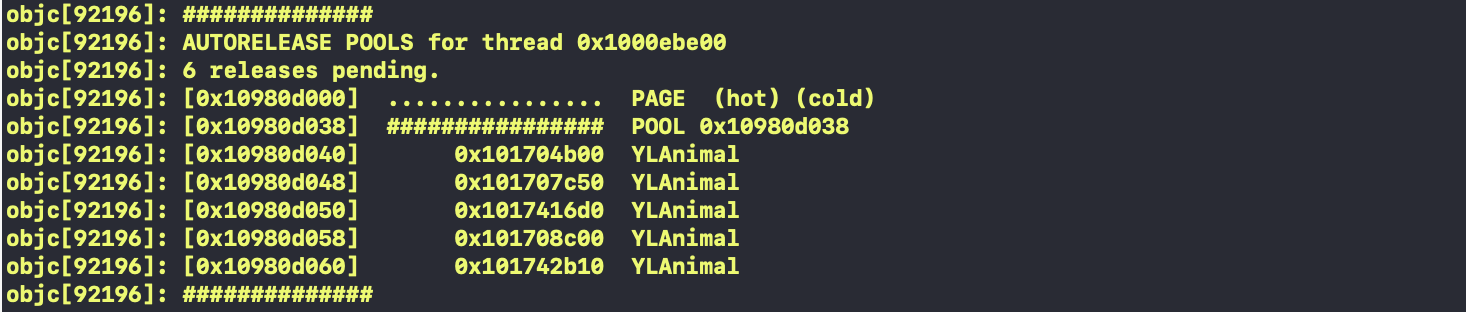 objc[92196]: ##############
objc[92196]: AUTORELEASE POOLS for thread 0x1000ebe00
objc[92196]: 6 releases pending.
objc[92196]: [0x10980d000]  ................  PAGE  (hot) (cold)
objc[92196]: [0x10980d038]  ################  POOL 0x10980d038
objc[92196]: [0x10980d040]       0x101704b00  YLAnimal
objc[92196]: [0x10980d048]       0x101707c50  YLAnimal
objc[92196]: [0x10980d050]       0x1017416d0  YLAnimal
objc[92196]: [0x10980d058]       0x101708c00  YLAnimal
objc[92196]: [0x10980d060]       0x101742b10  YLAnimal
objc[92196]: ##############